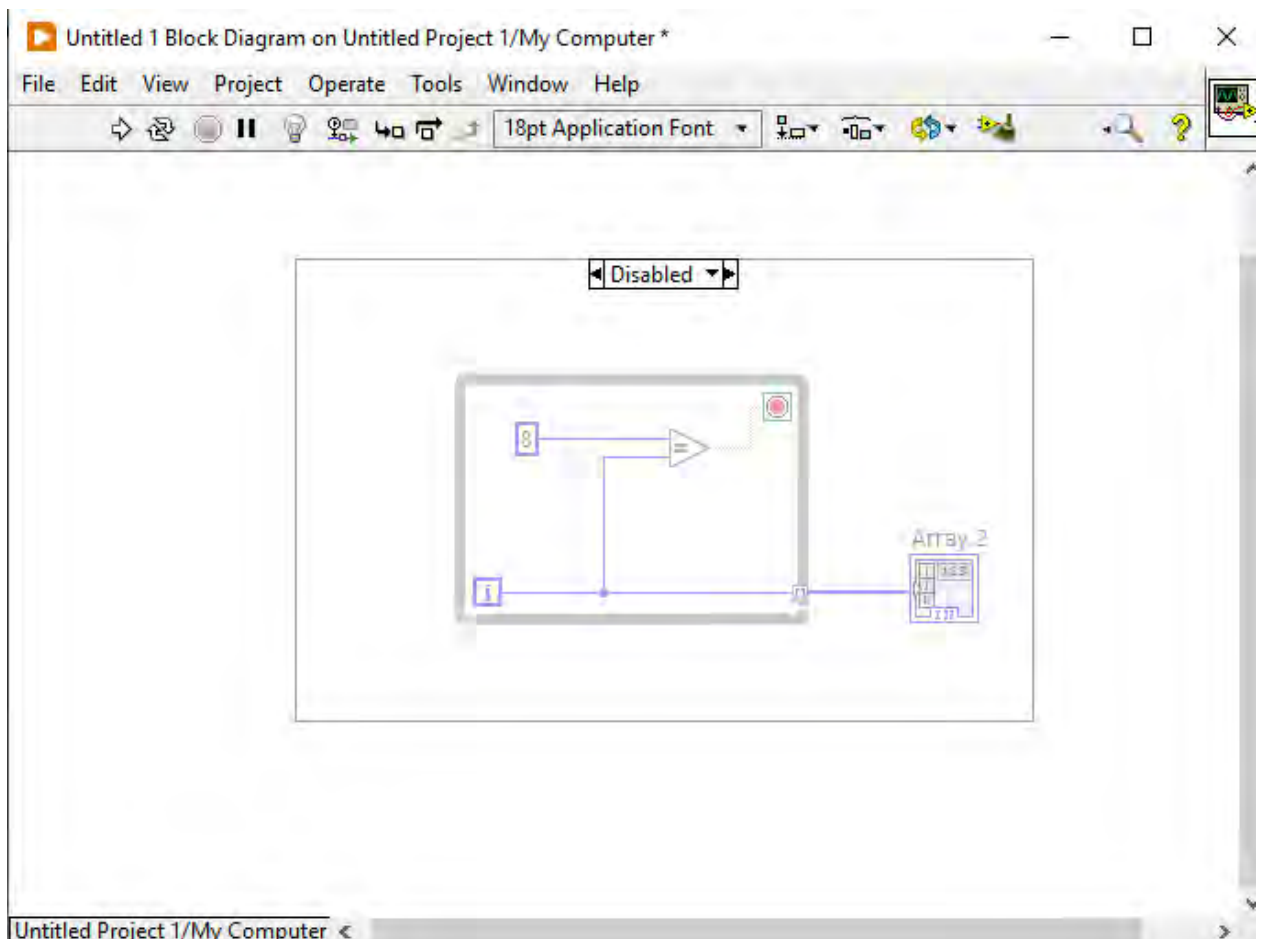 Untitled 1 Block Diagram on Untitled Project 1/My Computer *
File Edit View Project Operate Tools Window Help
18pt Application Font
Disabled
8
i
Array 2
Untitled Project 1/My Computer